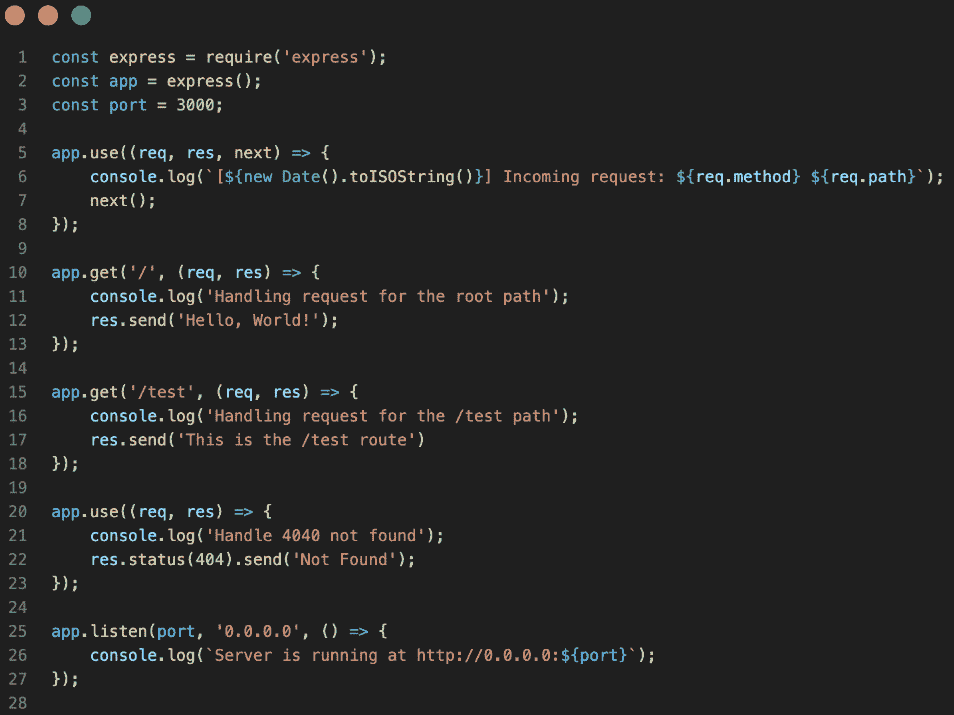 1 const express = require('express');
2 const app = express();
3 const port = 3000;
4
5 app.use((req, res, next) => {
6     console.log(`[${new Date().toISOString()}] Incoming request: ${req.method} ${req.path}`);
7     next();
8 });
9
10 app.get('/', (req, res) => {
11     console.log('Handling request for the root path');
12     res.send('Hello, World!');
13 });
14
15 app.get('/test', (req, res) => {
16     console.log('Handling request for the /test path');
17     res.send('This is the /test route')
18 });
19
20 app.use((req, res) => {
21     console.log('Handle 4040 not found');
22     res.status(404).send('Not Found');
23 });
24
25 app.listen(port, '0.0.0.0', () => {
26     console.log(`Server is running at http://0.0.0.0:${port}`);
27 });
28